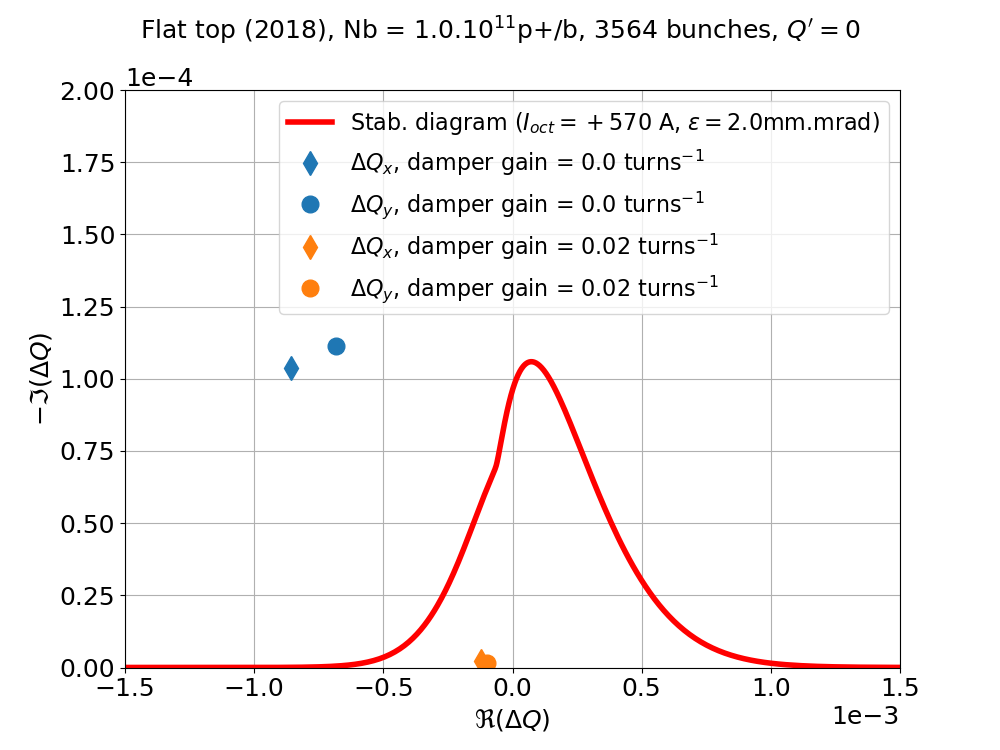 Flat top (2018), Nb = 1.0.10¹¹p+/b, 3564 bunches, Q′ = 0
1e−4
2.00
1.75
1.50
1.25
1.00
0.75
0.50
0.25
0.00
−ℑ(ΔQ)
Stab. diagram (I_oct = +570 A, ε = 2.0mm.mrad)
ΔQ_x, damper gain = 0.0 turns⁻¹
ΔQ_y, damper gain = 0.0 turns⁻¹
ΔQ_x, damper gain = 0.02 turns⁻¹
ΔQ_y, damper gain = 0.02 turns⁻¹
−1.5 −1.0 −0.5 0.0 0.5 1.0 1.5
ℜ(ΔQ)
1e−3